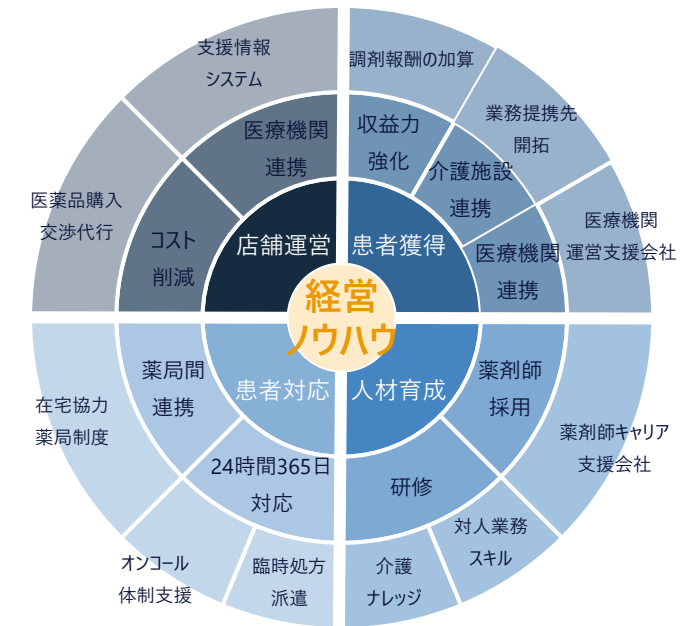 支援情報
システム
調剤報酬の加算
医療機関
連携
収益力
強化
業務提携先
開拓
介護施設
連携
医薬品購入
交渉代行
コスト
削減
店舗運営
患者獲得
医療機関
連携
医療機関
運営支援会社
経営
ノウハウ
在宅協力
薬局制度
薬局間
連携
患者対応
人材育成
薬剤師
採用
薬剤師キャリア
支援会社
24時間365日
対応
研修
オンコール
体制支援
臨時処方
派遣
介護
ナレッジ
対人業務
スキル